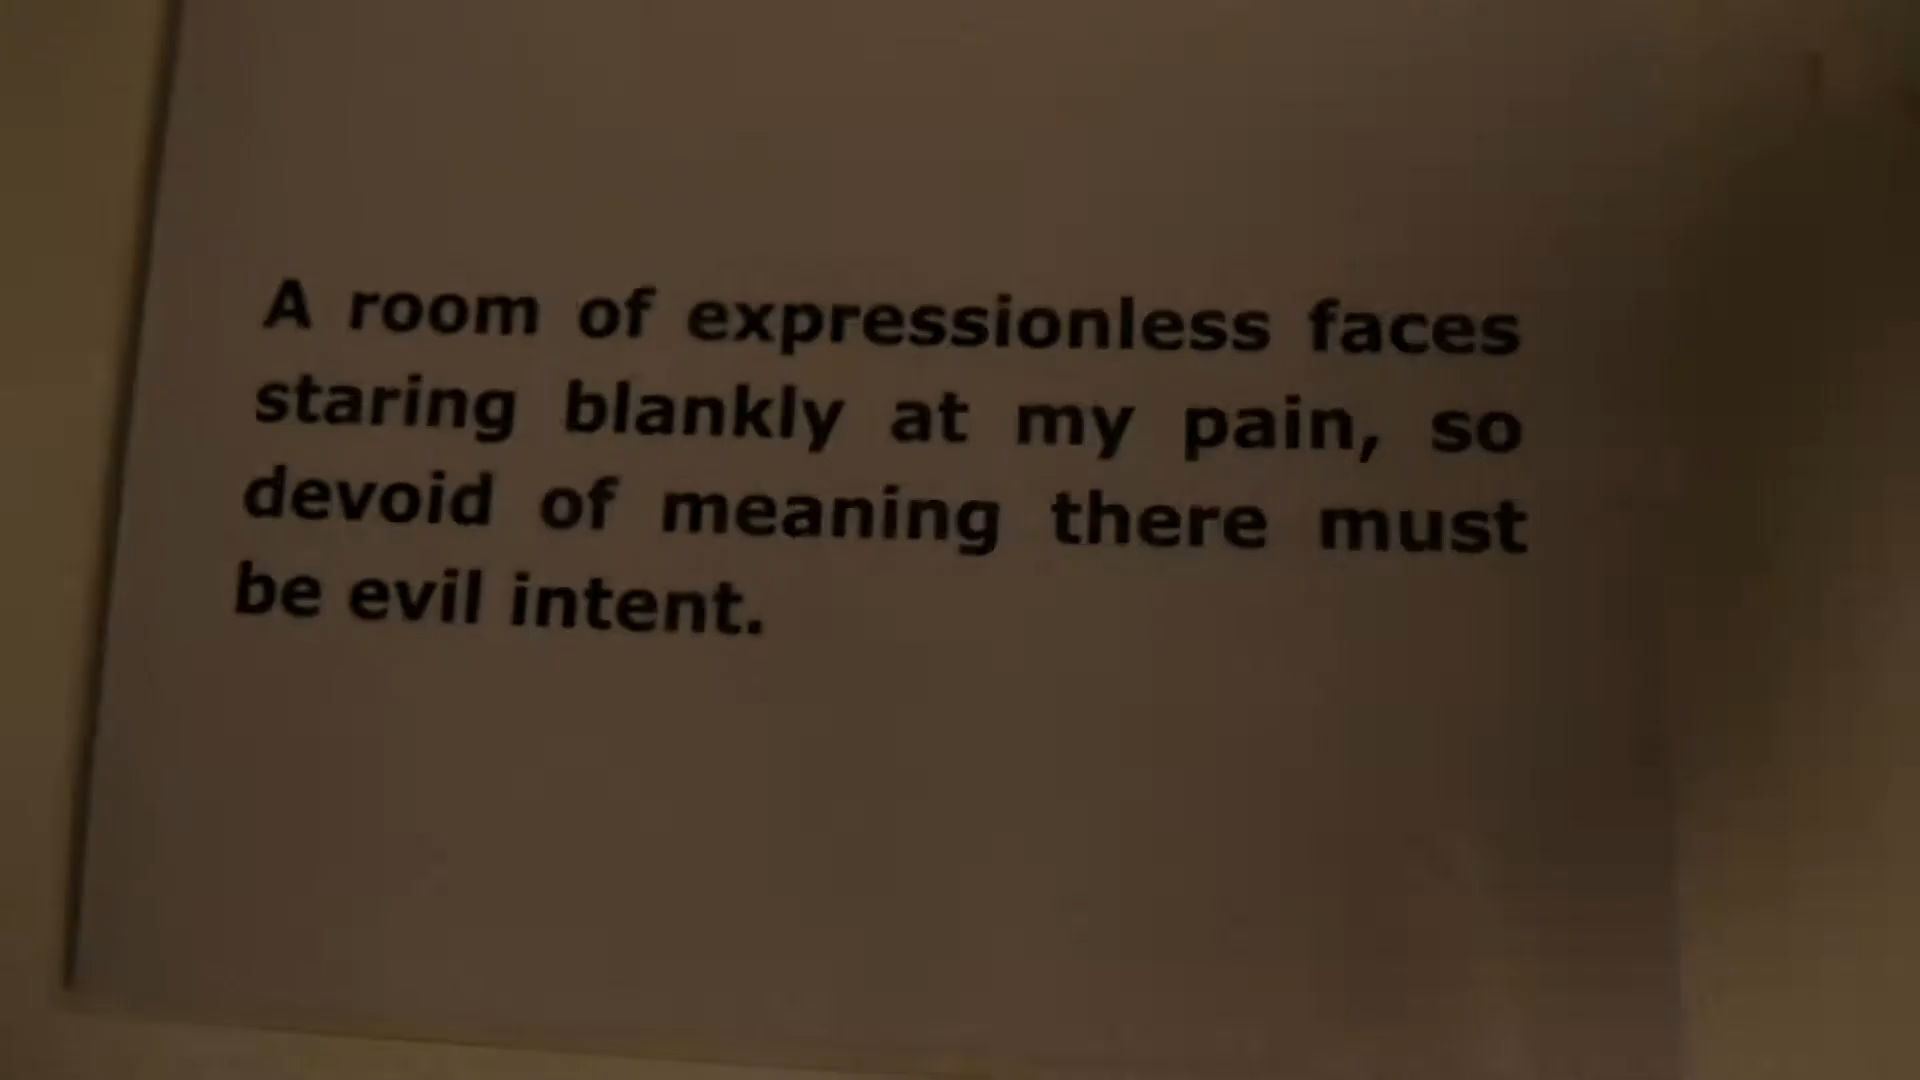 A room of expressionless faces
staring blankly at my pain, so
devoid of meaning there must
be evil intent.